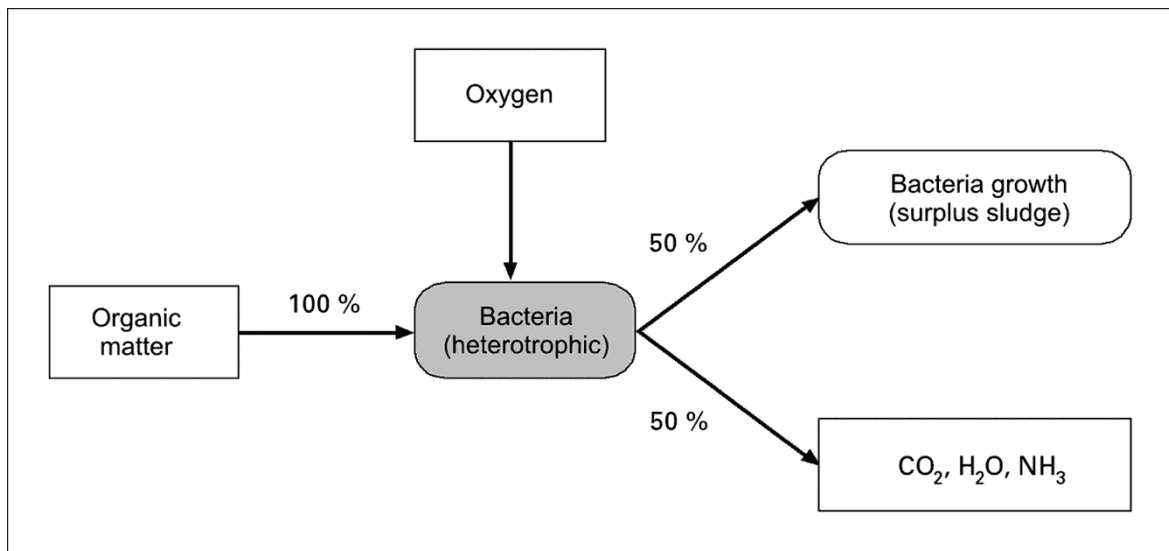 Oxygen
Bacteria growth
(surplus sludge)
50 %
100 %
Organic
matter
Bacteria
(heterotrophic)
50 %
CO₂, H₂O, NH₃